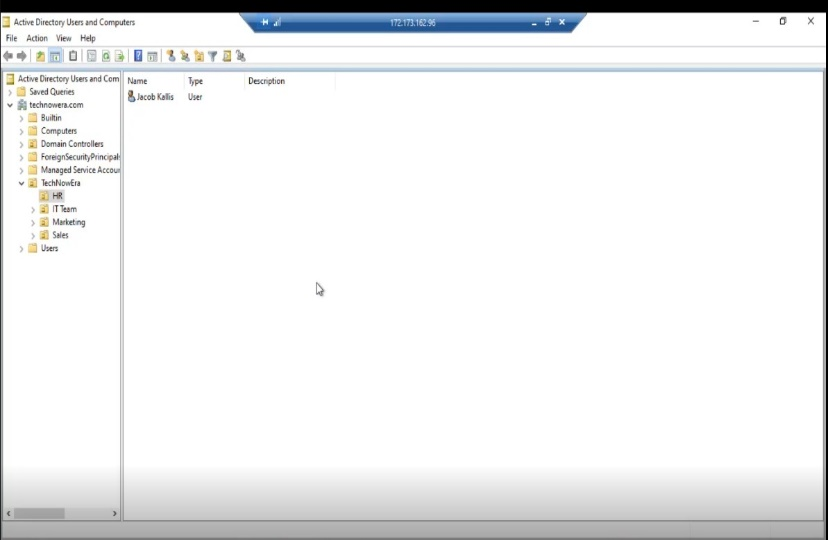 Active Directory Users and Computers
172.173.162.96
File Action View Help
Active Directory Users and Com
Saved Queries
technowera.com
Builtin
Computers
Domain Controllers
ForeignSecurityPrincipals
Managed Service Accou
TechNowEra
HR
IT Team
Marketing
Sales
Users
Name Type Description
Jacob Kallis User